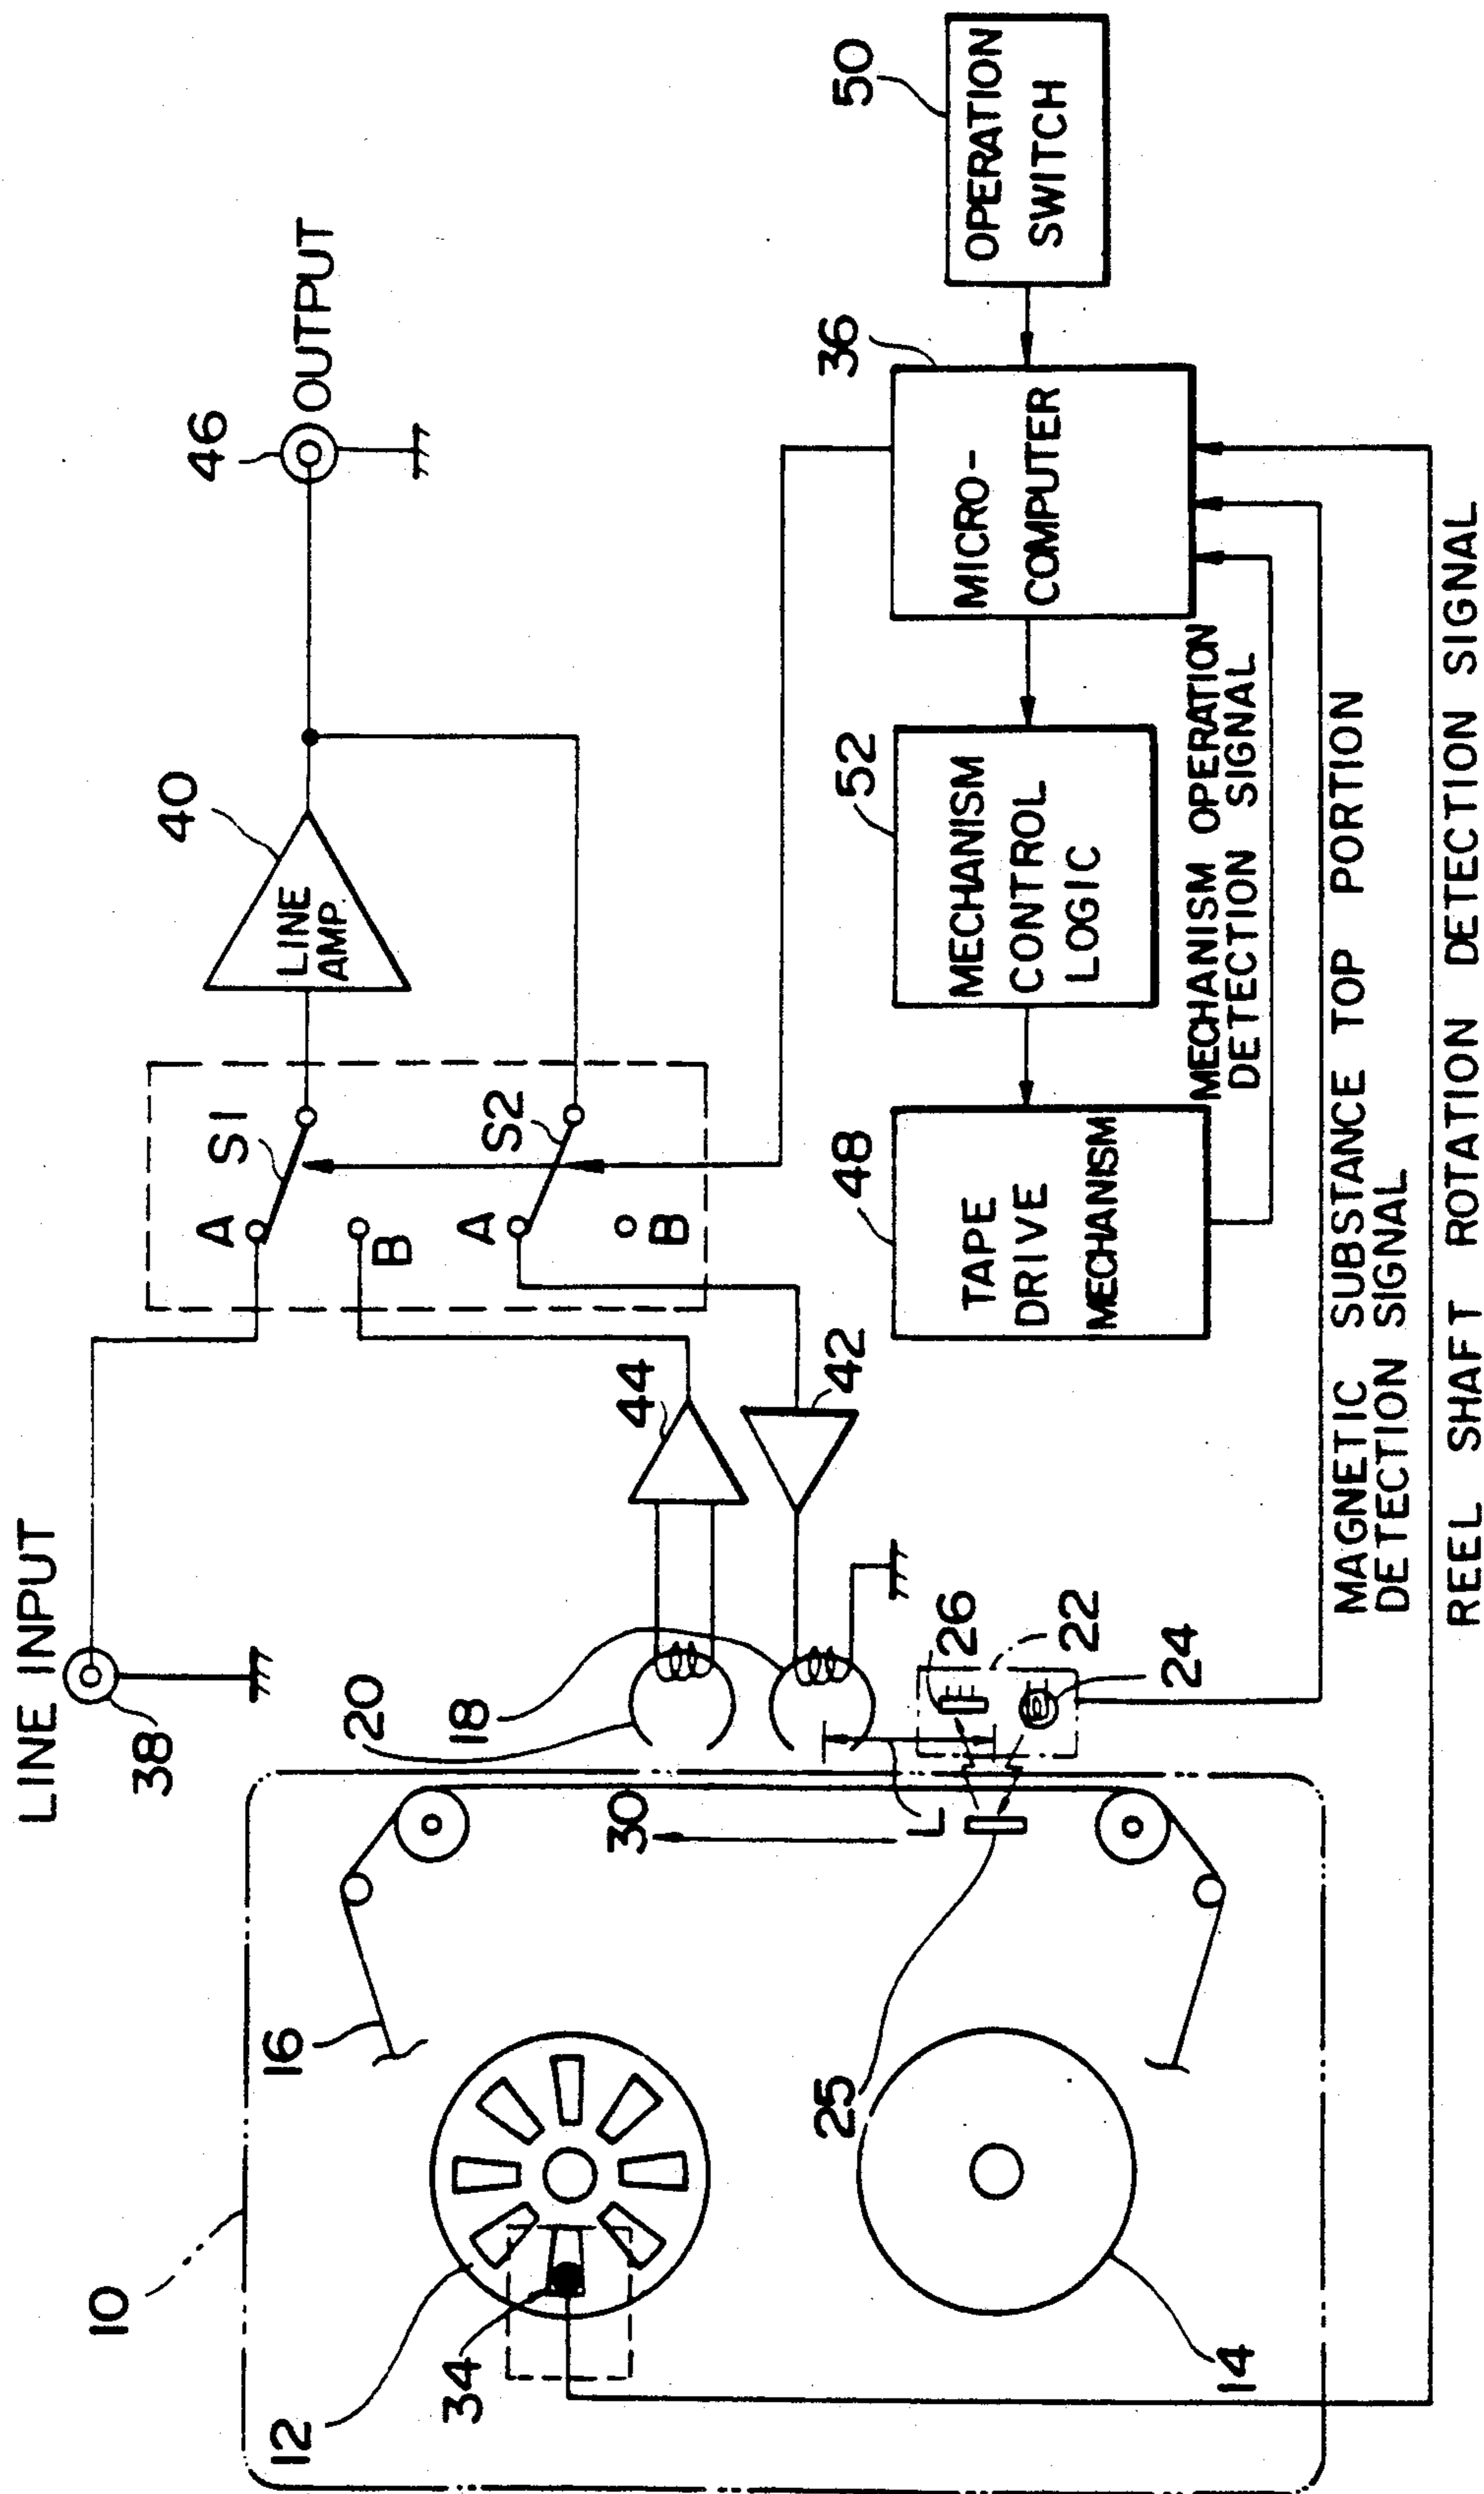 LINE INPUT
38
10
12
34
16
20
18
30
L
25
14
26
22
24
44
42
A
S1
B
A
S2
B
40
LINE
AMP
46
OUTPUT
48
TAPE
DRIVE
MECHANISM
52
MECHANISM
CONTROL
LOGIC
36
MICRO-
COMPUTER
50
OPERATION
SWITCH
MECHANISM OPERATION
DETECTION SIGNAL
MAGNETIC SUBSTANCE TOP PORTION
DETECTION SIGNAL
REEL SHAFT ROTATION DETECTION SIGNAL